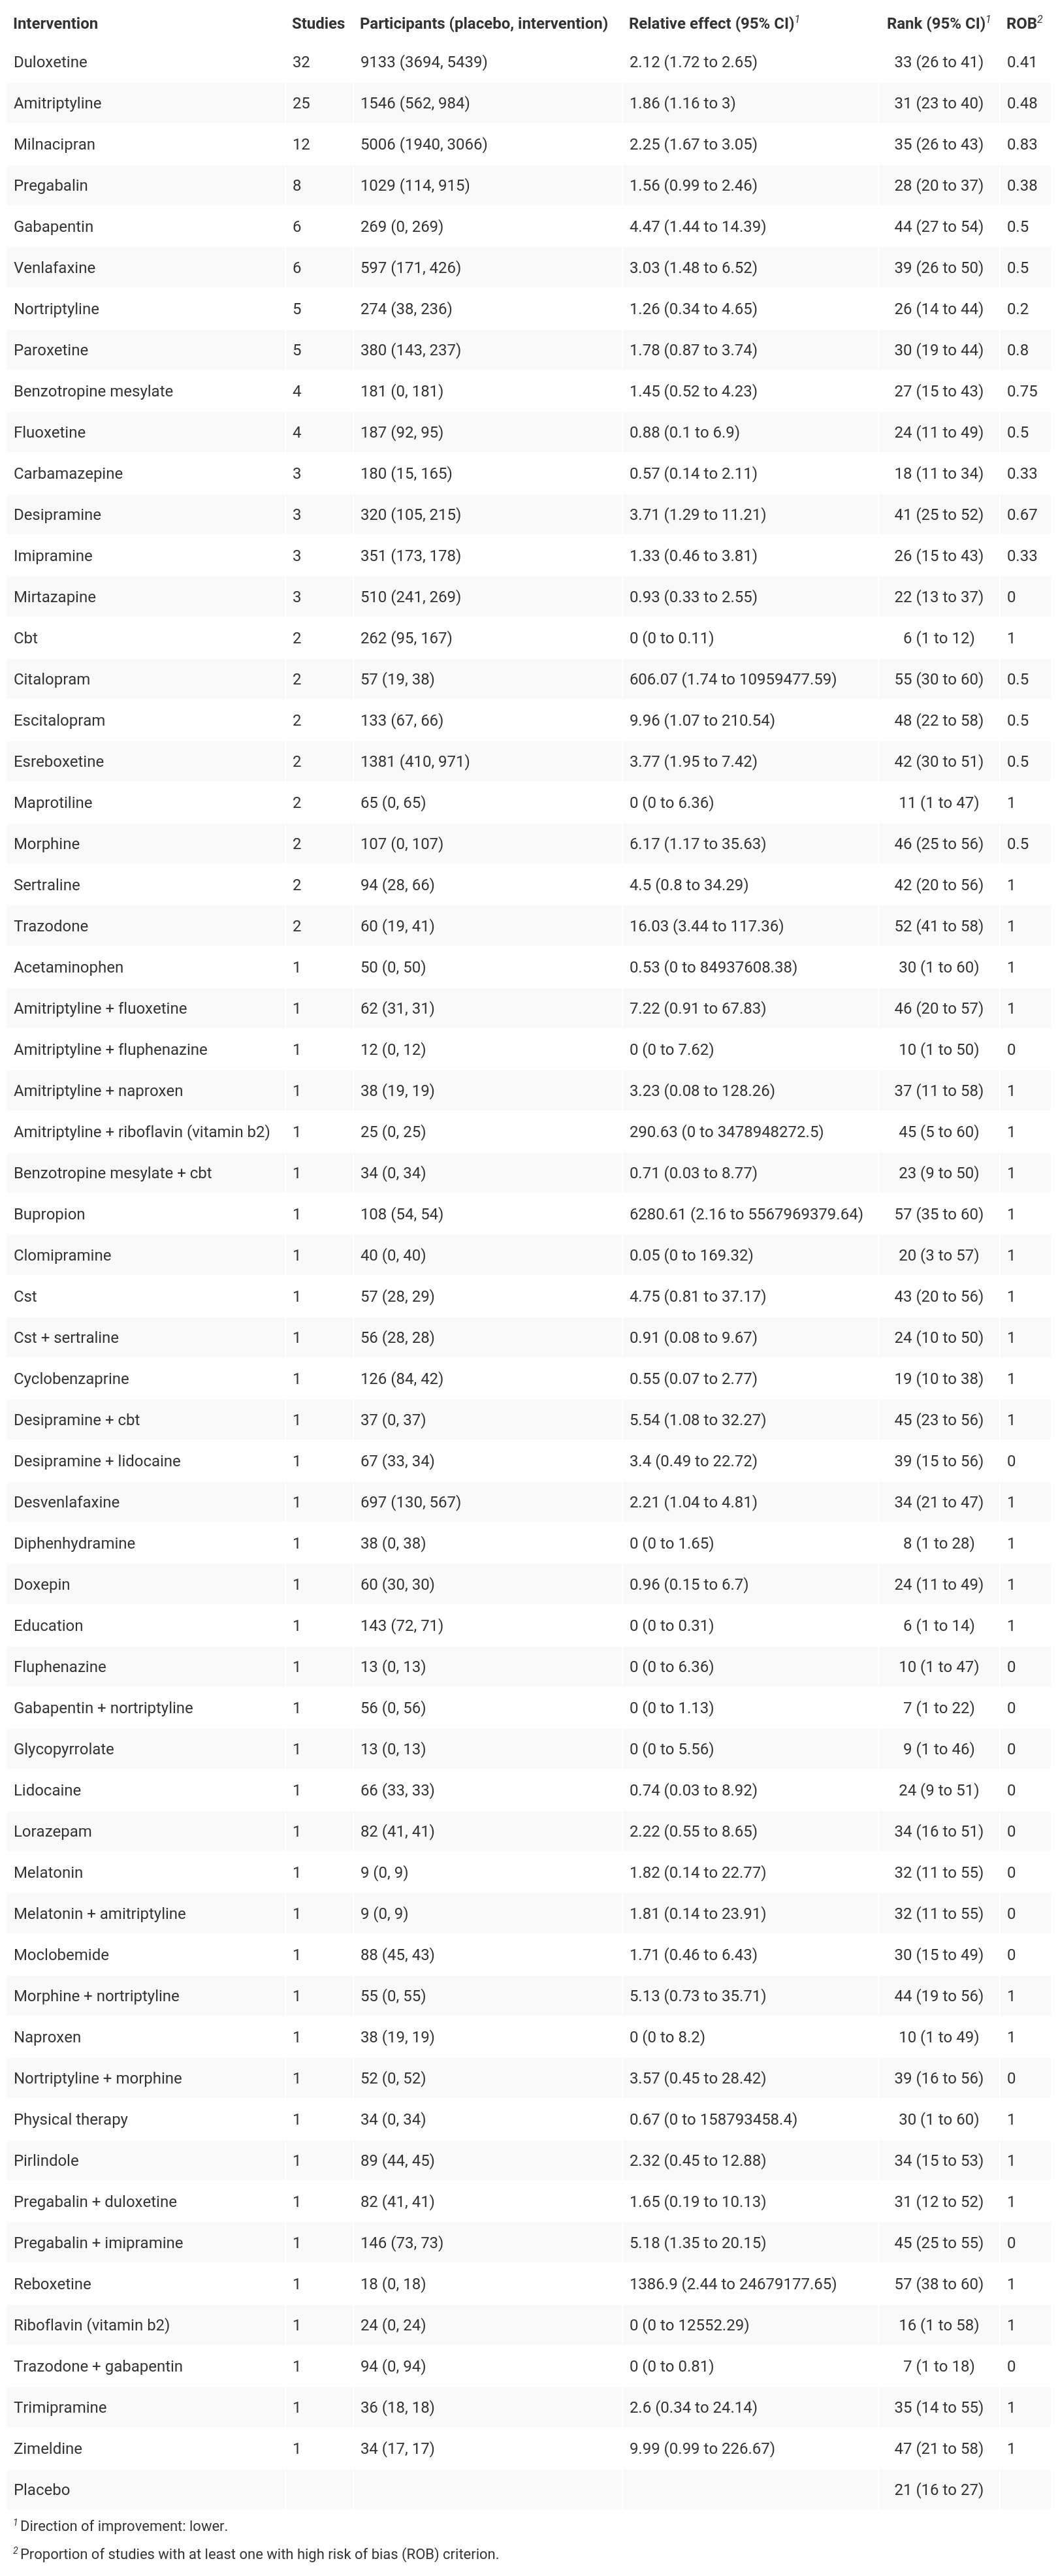 Intervention Studies Participants (placebo, intervention) Relative effect (95% CI)1 Rank (95% CI)1 ROB2
Duloxetine 32 9133 (3694, 5439) 2.12 (1.72 to 2.65) 33 (26 to 41) 0.41
Amitriptyline 25 1546 (562, 984) 1.86 (1.16 to 3) 31 (23 to 40) 0.48
Milnacipran 12 5006 (1940, 3066) 2.25 (1.67 to 3.05) 35 (26 to 43) 0.83
Pregabalin 8 1029 (114, 915) 1.56 (0.99 to 2.46) 28 (20 to 37) 0.38
Gabapentin 6 269 (0, 269) 4.47 (1.44 to 14.39) 44 (27 to 54) 0.5
Venlafaxine 6 597 (171, 426) 3.03 (1.48 to 6.52) 39 (26 to 50) 0.5
Nortriptyline 5 274 (38, 236) 1.26 (0.34 to 4.65) 26 (14 to 44) 0.2
Paroxetine 5 380 (143, 237) 1.78 (0.87 to 3.74) 30 (19 to 44) 0.8
Benzotropine mesylate 4 181 (0, 181) 1.45 (0.52 to 4.23) 27 (15 to 43) 0.75
Fluoxetine 4 187 (92, 95) 0.88 (0.1 to 6.9) 24 (11 to 49) 0.5
Carbamazepine 3 180 (15, 165) 0.57 (0.14 to 2.11) 18 (11 to 34) 0.33
Desipramine 3 320 (105, 215) 3.71 (1.29 to 11.21) 41 (25 to 52) 0.67
Imipramine 3 351 (173, 178) 1.33 (0.46 to 3.81) 26 (15 to 43) 0.33
Mirtazapine 3 510 (241, 269) 0.93 (0.33 to 2.55) 22 (13 to 37) 0
Cbt 2 262 (95, 167) 0 (0 to 0.11) 6 (1 to 12) 1
Citalopram 2 57 (19, 38) 606.07 (1.74 to 10959477.59) 55 (30 to 60) 0.5
Escitalopram 2 133 (67, 66) 9.96 (1.07 to 210.54) 48 (22 to 58) 0.5
Esreboxetine 2 1381 (410, 971) 3.77 (1.95 to 7.42) 42 (30 to 51) 0.5
Maprotiline 2 65 (0, 65) 0 (0 to 6.36) 11 (1 to 47) 1
Morphine 2 107 (0, 107) 6.17 (1.17 to 35.63) 46 (25 to 56) 0.5
Sertraline 2 94 (28, 66) 4.5 (0.8 to 34.29) 42 (20 to 56) 1
Trazodone 2 60 (19, 41) 16.03 (3.44 to 117.36) 52 (41 to 58) 1
Acetaminophen 1 50 (0, 50) 0.53 (0 to 84937608.38) 30 (1 to 60) 1
Amitriptyline + fluoxetine 1 62 (31, 31) 7.22 (0.91 to 67.83) 46 (20 to 57) 1
Amitriptyline + fluphenazine 1 12 (0, 12) 0 (0 to 7.62) 10 (1 to 50) 0
Amitriptyline + naproxen 1 38 (19, 19) 3.23 (0.08 to 128.26) 37 (11 to 58) 1
Amitriptyline + riboflavin (vitamin b2) 1 25 (0, 25) 290.63 (0 to 3478948272.5) 45 (5 to 60) 1
Benzotropine mesylate + cbt 1 34 (0, 34) 0.71 (0.03 to 8.77) 23 (9 to 50) 1
Bupropion 1 108 (54, 54) 6280.61 (2.16 to 5567969379.64) 57 (35 to 60) 1
Clomipramine 1 40 (0, 40) 0.05 (0 to 169.32) 20 (3 to 57) 1
Cst 1 57 (28, 29) 4.75 (0.81 to 37.17) 43 (20 to 56) 1
Cst + sertraline 1 56 (28, 28) 0.91 (0.08 to 9.67) 24 (10 to 50) 1
Cyclobenzaprine 1 126 (84, 42) 0.55 (0.07 to 2.77) 19 (10 to 38) 1
Desipramine + cbt 1 37 (0, 37) 5.54 (1.08 to 32.27) 45 (23 to 56) 1
Desipramine + lidocaine 1 67 (33, 34) 3.4 (0.49 to 22.72) 39 (15 to 56) 0
Desvenlafaxine 1 697 (130, 567) 2.21 (1.04 to 4.81) 34 (21 to 47) 1
Diphenhydramine 1 38 (0, 38) 0 (0 to 1.65) 8 (1 to 28) 1
Doxepin 1 60 (30, 30) 0.96 (0.15 to 6.7) 24 (11 to 49) 1
Education 1 143 (72, 71) 0 (0 to 0.31) 6 (1 to 14) 1
Fluphenazine 1 13 (0, 13) 0 (0 to 6.36) 10 (1 to 47) 0
Gabapentin + nortriptyline 1 56 (0, 56) 0 (0 to 1.13) 7 (1 to 22) 0
Glycopyrrolate 1 13 (0, 13) 0 (0 to 5.56) 9 (1 to 46) 0
Lidocaine 1 66 (33, 33) 0.74 (0.03 to 8.92) 24 (9 to 51) 0
Lorazepam 1 82 (41, 41) 2.22 (0.55 to 8.65) 34 (16 to 51) 0
Melatonin 1 9 (0, 9) 1.82 (0.14 to 22.77) 32 (11 to 55) 0
Melatonin + amitriptyline 1 9 (0, 9) 1.81 (0.14 to 23.91) 32 (11 to 55) 0
Moclobemide 1 88 (45, 43) 1.71 (0.46 to 6.43) 30 (15 to 49) 0
Morphine + nortriptyline 1 55 (0, 55) 5.13 (0.73 to 35.71) 44 (19 to 56) 1
Naproxen 1 38 (19, 19) 0 (0 to 8.2) 10 (1 to 49) 1
Nortriptyline + morphine 1 52 (0, 52) 3.57 (0.45 to 28.42) 39 (16 to 56) 0
Physical therapy 1 34 (0, 34) 0.67 (0 to 158793458.4) 30 (1 to 60) 1
Pirlindole 1 89 (44, 45) 2.32 (0.45 to 12.88) 34 (15 to 53) 1
Pregabalin + duloxetine 1 82 (41, 41) 1.65 (0.19 to 10.13) 31 (12 to 52) 1
Pregabalin + imipramine 1 146 (73, 73) 5.18 (1.35 to 20.15) 45 (25 to 55) 0
Reboxetine 1 18 (0, 18) 1386.9 (2.44 to 24679177.65) 57 (38 to 60) 1
Riboflavin (vitamin b2) 1 24 (0, 24) 0 (0 to 12552.29) 16 (1 to 58) 1
Trazodone + gabapentin 1 94 (0, 94) 0 (0 to 0.81) 7 (1 to 18) 0
Trimipramine 1 36 (18, 18) 2.6 (0.34 to 24.14) 35 (14 to 55) 1
Zimeldine 1 34 (17, 17) 9.99 (0.99 to 226.67) 47 (21 to 58) 1
Placebo 21 (16 to 27)
1 Direction of improvement: lower.
2 Proportion of studies with at least one with high risk of bias (ROB) criterion.